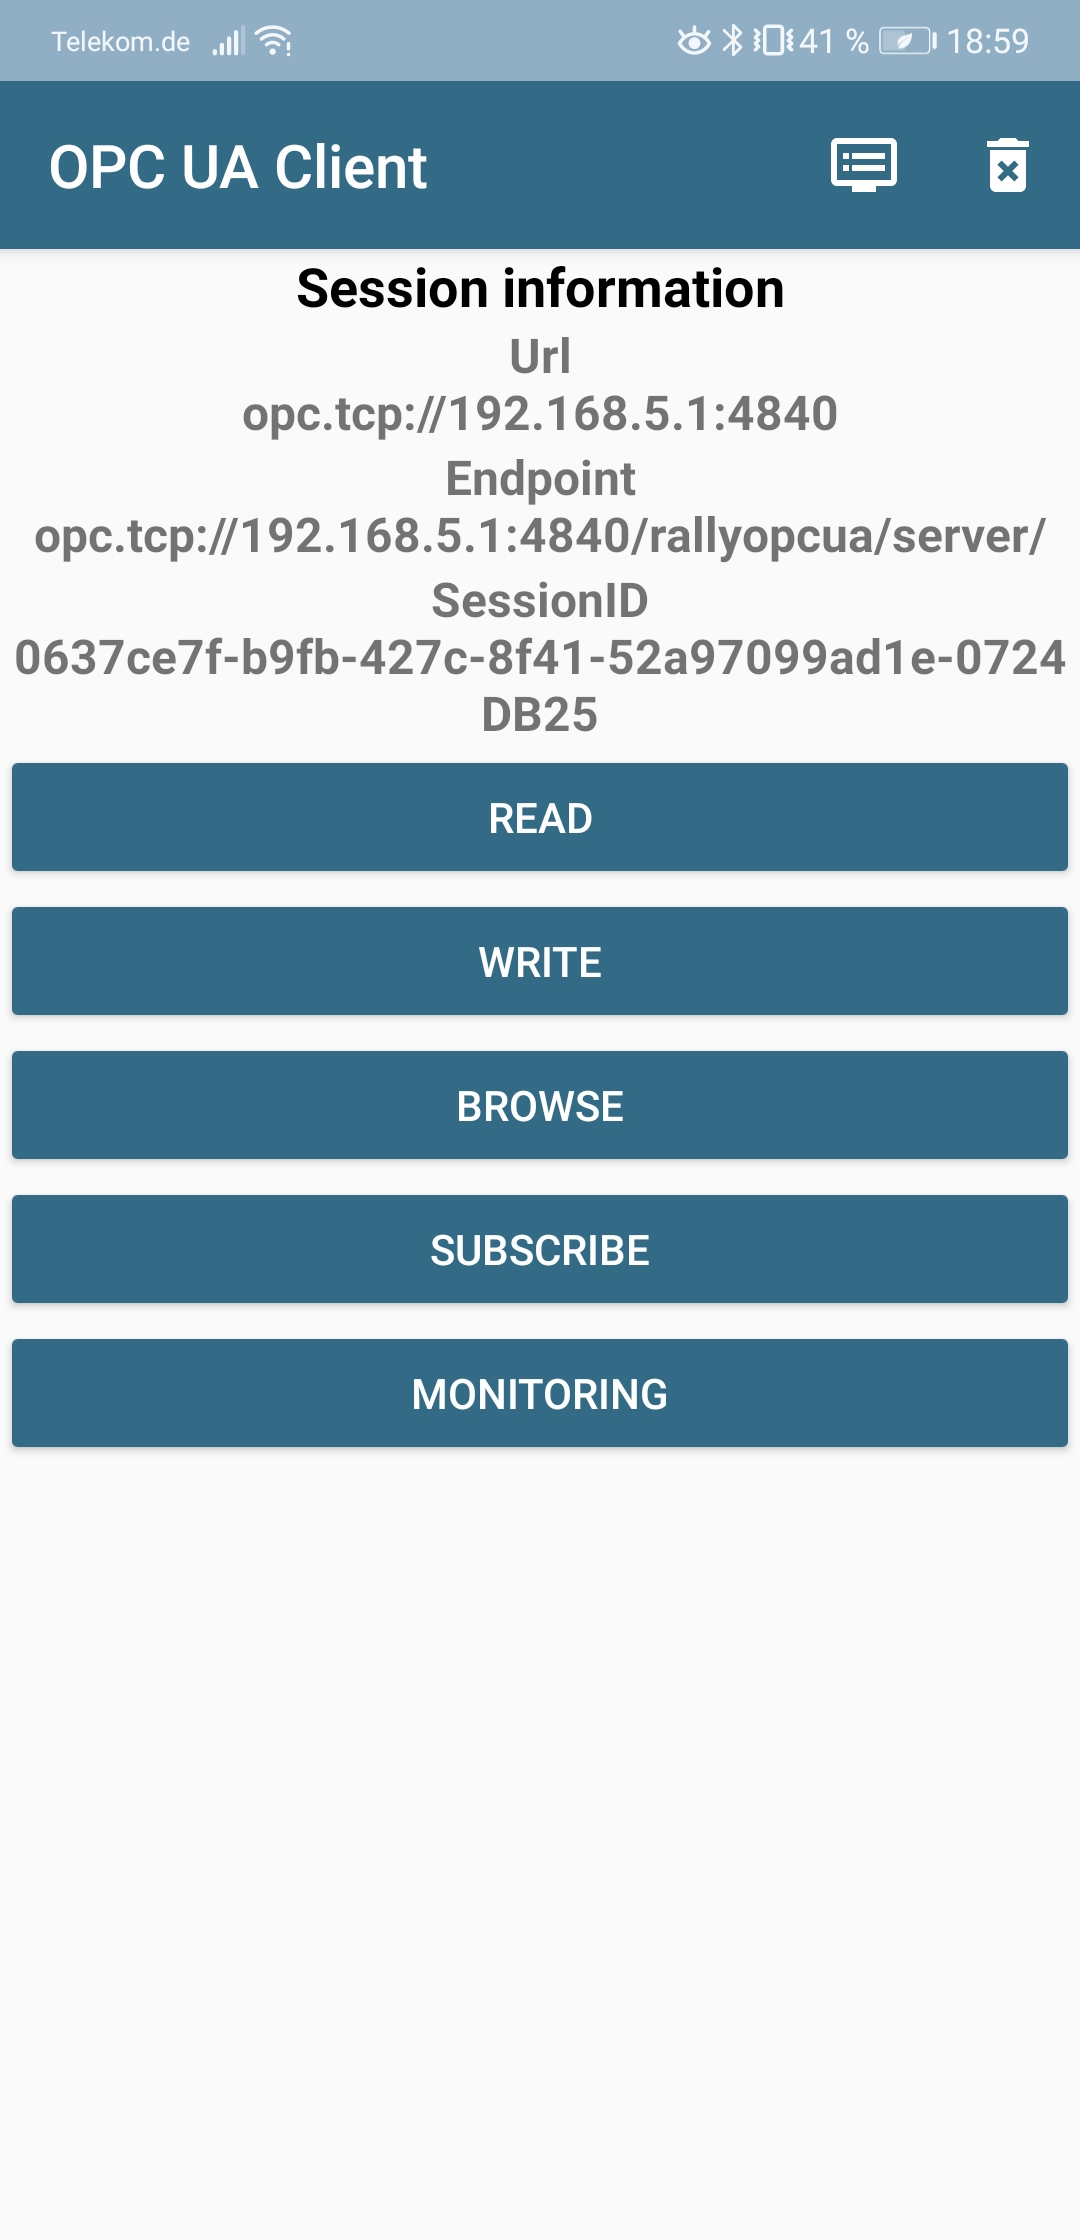 Telekom.de 41 % 18:59
OPC UA Client
Session information
Url
opc.tcp://192.168.5.1:4840
Endpoint
opc.tcp://192.168.5.1:4840/rallyopcua/server/
SessionID
0637ce7f-b9fb-427c-8f41-52a97099ad1e-0724
DB25
READ
WRITE
BROWSE
SUBSCRIBE
MONITORING